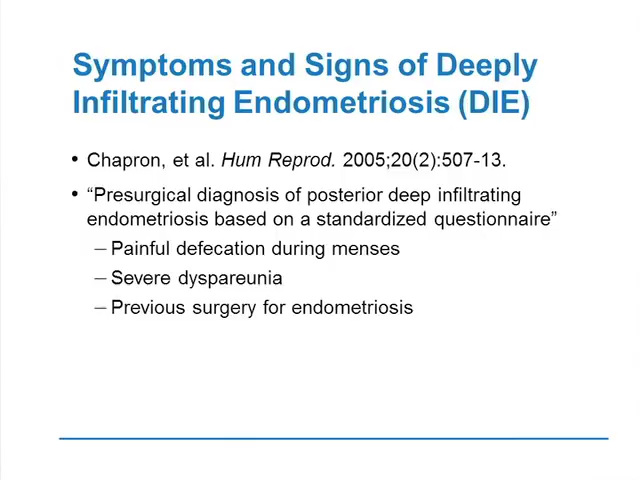 Symptoms and Signs of Deeply
Infiltrating Endometriosis (DIE)
• Chapron, et al. Hum Reprod. 2005;20(2):507-13.
• “Presurgical diagnosis of posterior deep infiltrating
endometriosis based on a standardized questionnaire”
– Painful defecation during menses
– Severe dyspareunia
– Previous surgery for endometriosis